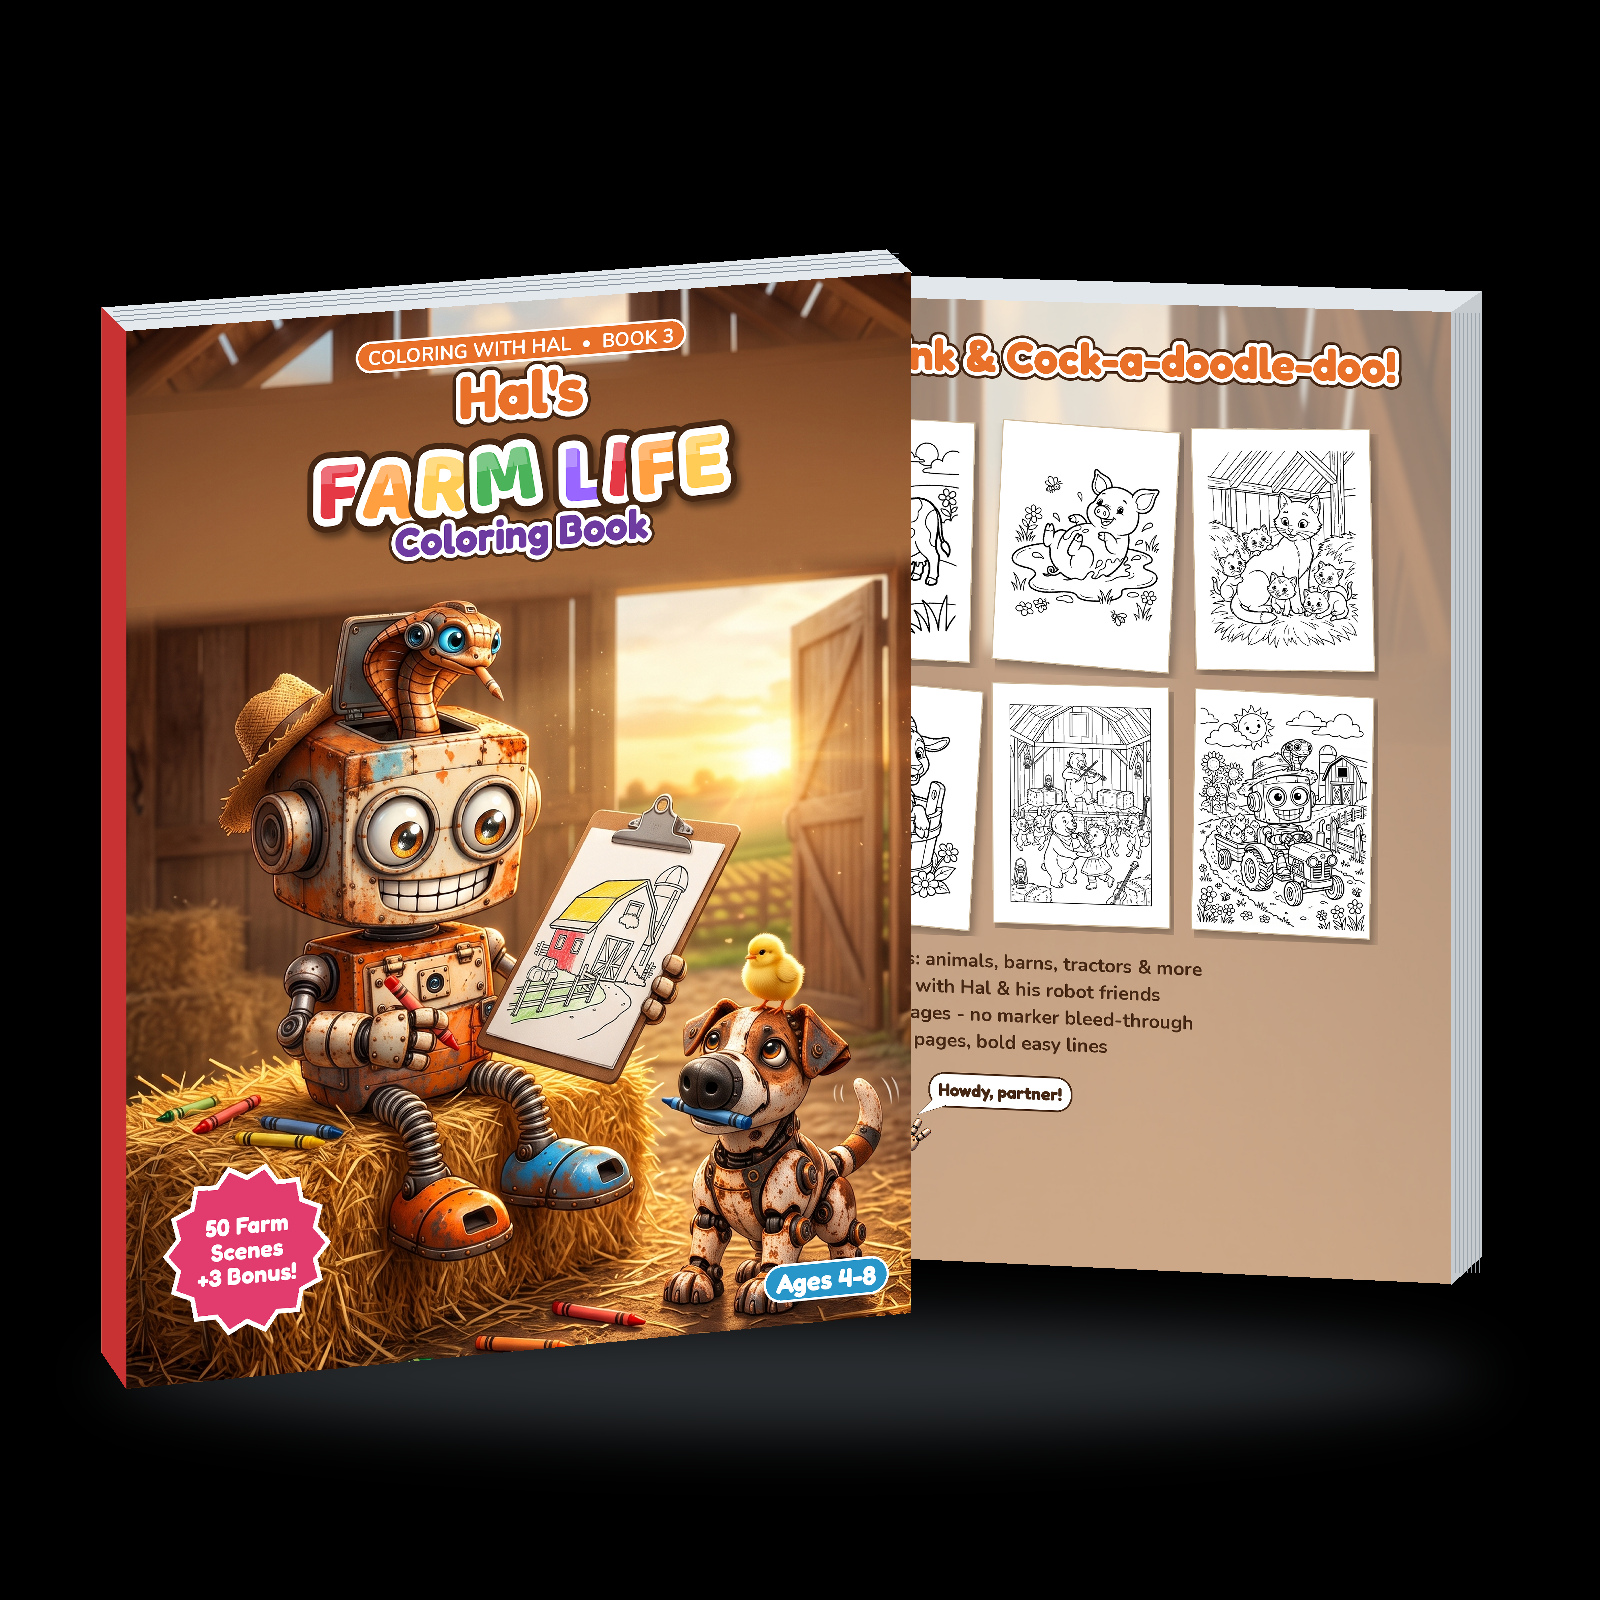 COLORING WITH HAL • BOOK 3
Hal's
FARM LIFE
Coloring Book
50 Farm
Scenes
+3 Bonus!
Ages 4-8
& Cock-a-doodle-doo!
animals, barns, tractors & more
with Hal & his robot friends
- no marker bleed-through
pages, bold easy lines
Howdy, partner!